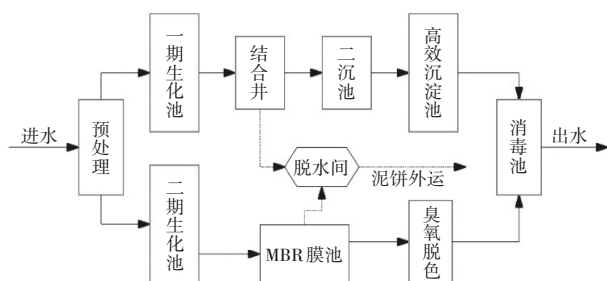 进水
预处理
一期生化池
结合井
二沉池
高效沉淀池
消毒池
出水
脱水间
泥饼外运
二期生化池
MBR膜池
臭氧脱色